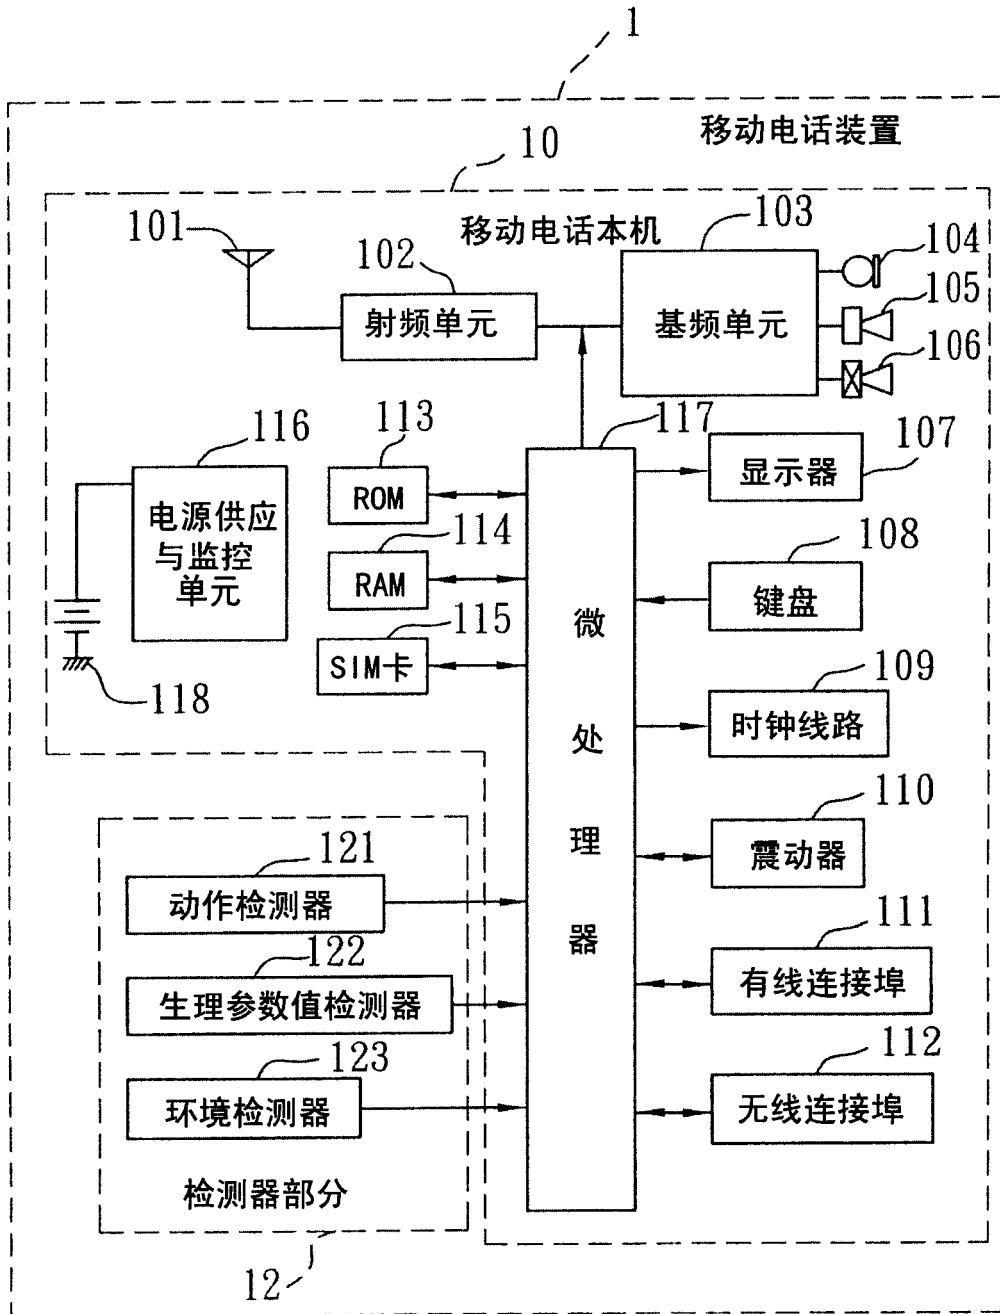 1
移动电话装置
10
移动电话本机
101
102
射频单元
103
基频单元
104
105
106
116
电源供应
与监控
单元
113
ROM
114
RAM
115
SIM卡
118
117
微
处
理
器
107
显示器
108
键盘
109
时钟线路
110
震动器
111
有线连接埠
112
无线连接埠
121
动作检测器
122
生理参数值检测器
123
环境检测器
检测器部分
12